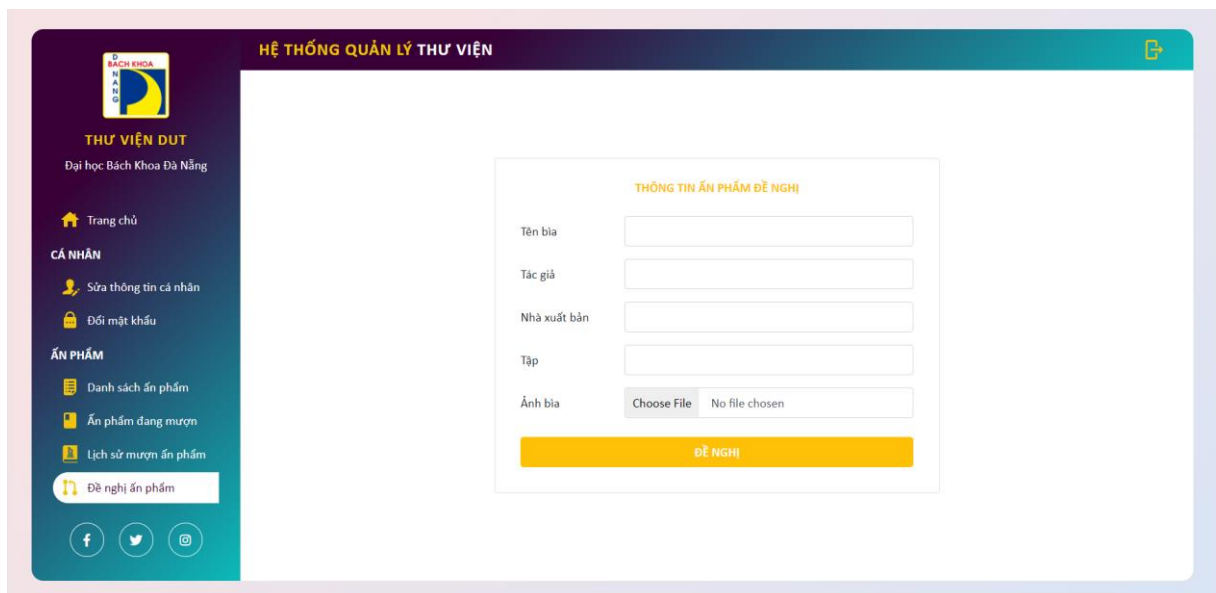 HỆ THỐNG QUẢN LÝ THƯ VIỆN
ĐÀ NẴNG
BÁCH KHOA
THƯ VIỆN DUT
Đại học Bách Khoa Đà Nẵng
Trang chủ
CÁ NHÂN
Sửa thông tin cá nhân
Đổi mật khẩu
ẤN PHẨM
Danh sách ấn phẩm
Ấn phẩm đang mượn
Lịch sử mượn ấn phẩm
Đề nghị ấn phẩm
THÔNG TIN ẤN PHẨM ĐỀ NGHỊ
Tên bìa
Tác giả
Nhà xuất bản
Tập
Ảnh bìa Choose File No file chosen
ĐỀ NGHỊ